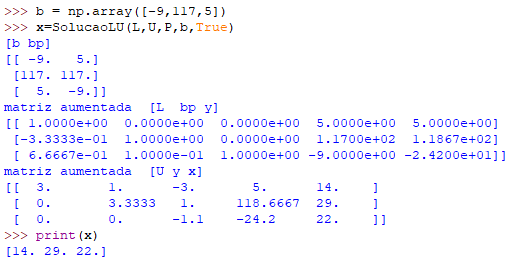 >>> b = np.array([-9,117,5])
>>> x=SolucaoLU(L,U,P,b,True)
[b bp]
[[ -9.   5.]
 [117. 117.]
 [  5.  -9.]]
matriz aumentada  [L  bp y]
[[ 1.0000e+00  0.0000e+00  0.0000e+00  5.0000e+00  5.0000e+00]
 [-3.3333e-01  1.0000e+00  0.0000e+00  1.1700e+02  1.1867e+02]
 [ 6.6667e-01  1.0000e-01  1.0000e+00 -9.0000e+00 -2.4200e+01]]
matriz aumentada  [U y x]
[[  3.       1.      -3.       5.      14.    ]
 [  0.       3.3333   1.     118.6667  29.    ]
 [  0.       0.      -1.1    -24.2     22.    ]]
>>> print(x)
[14. 29. 22.]